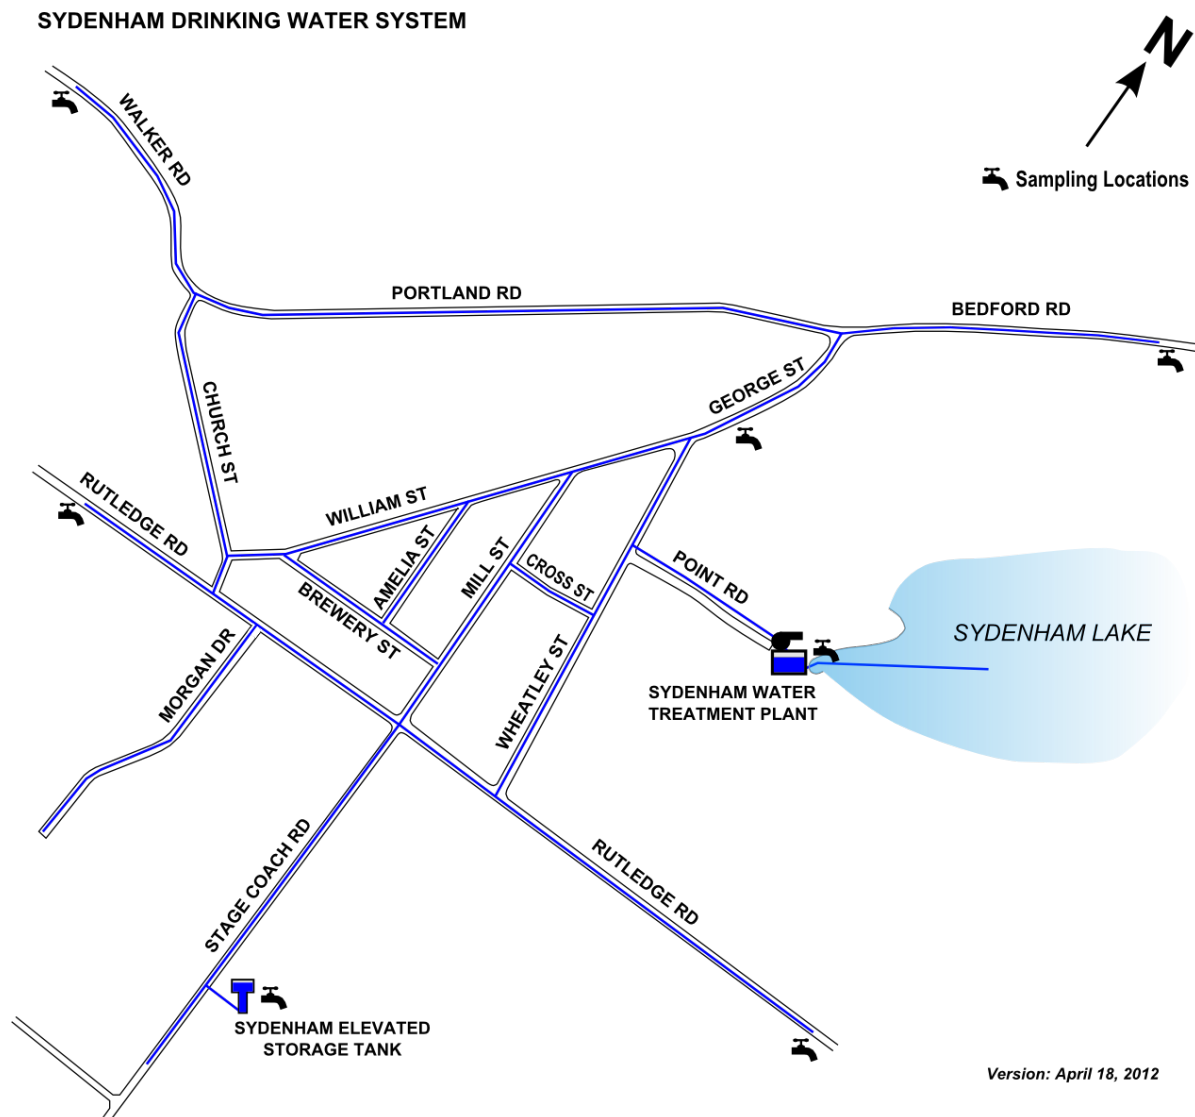 SYDENHAM DRINKING WATER SYSTEM
N
Sampling Locations
WALKER RD
PORTLAND RD
BEDFORD RD
GEORGE ST
CHURCH ST
RUTLEDGE RD
WILLIAM ST
AMELIA ST
MILL ST
CROSS ST
POINT RD
BREWERY ST
MORGAN DR
WHEATLEY ST
SYDENHAM LAKE
SYDENHAM WATER
TREATMENT PLANT
STAGE COACH RD
RUTLEDGE RD
SYDENHAM ELEVATED
STORAGE TANK
Version: April 18, 2012